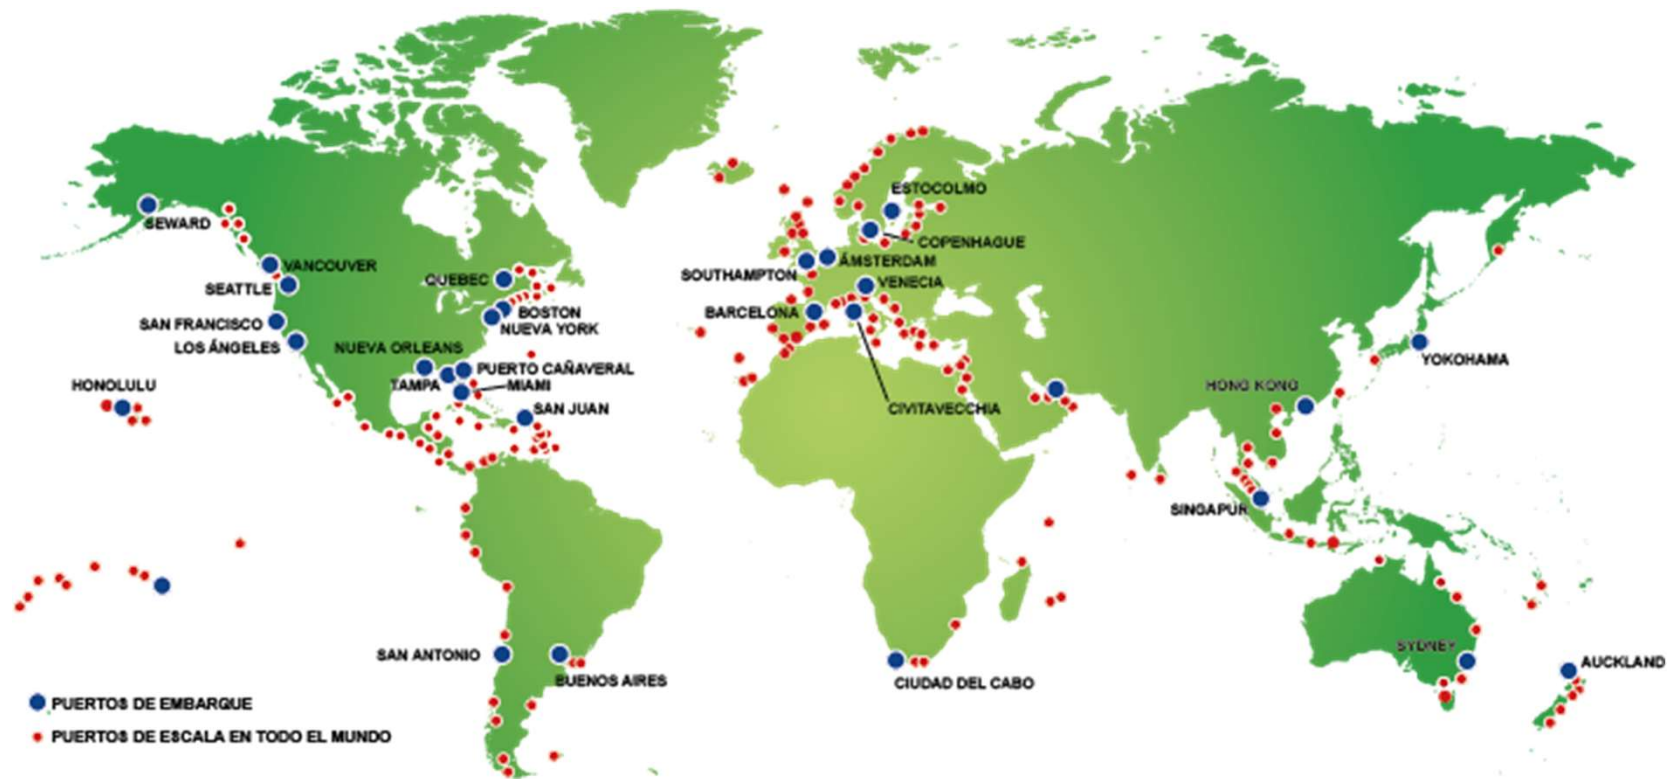 ESTOCOLMO
SEWARD
COPENHAGUE
VANCOUVER
ÁMSTERDAM
SOUTHAMPTON
QUEBEC
VENECIA
SEATTLE
BARCELONA
BOSTON
SAN FRANCISCO
NUEVA YORK
LOS ÁNGELES
NUEVA ORLEANS
YOKOHAMA
PUERTO CAÑAVERAL
HONOLULU
TAMPA
MIAMI
HONG KONG
SAN JUAN
CIVITAVECCHIA
SINGAPUR
SYDNEY
SAN ANTONIO
AUCKLAND
BUENOS AIRES
CIUDAD DEL CABO
PUERTOS DE EMBARQUE
PUERTOS DE ESCALA EN TODO EL MUNDO